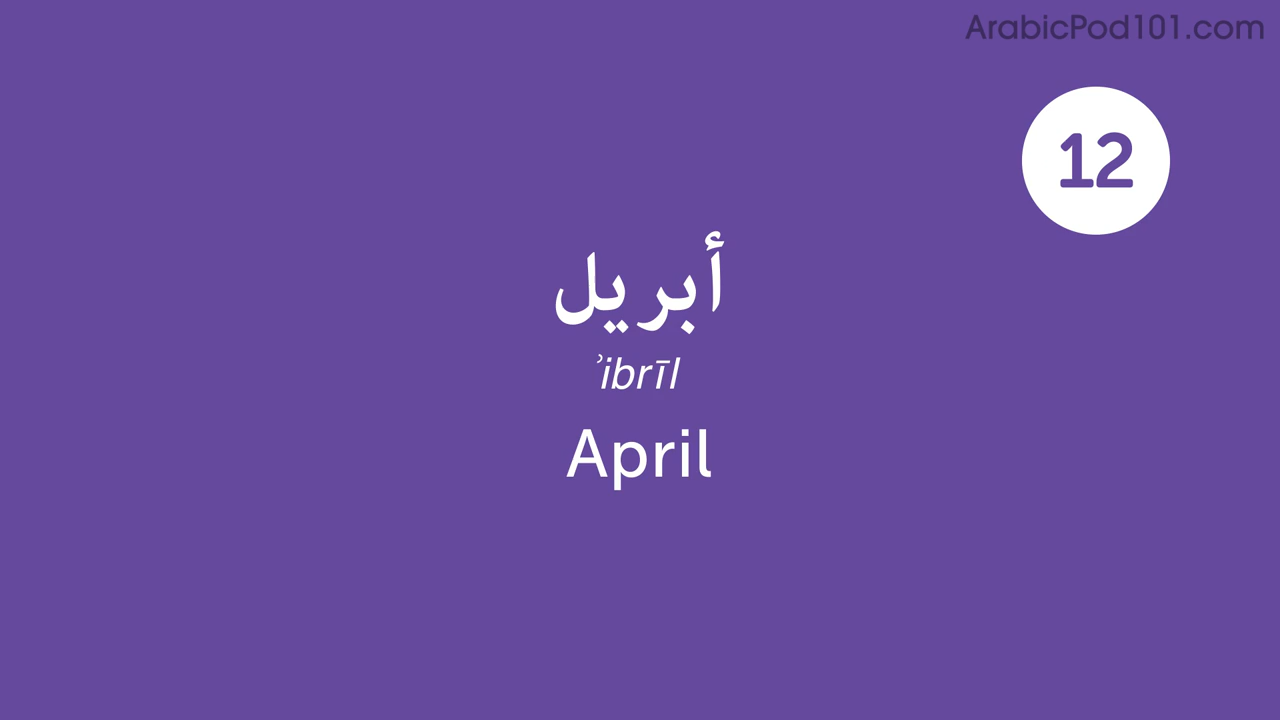 ArabicPod101.com
12
أبريل
ʾibrīl
April